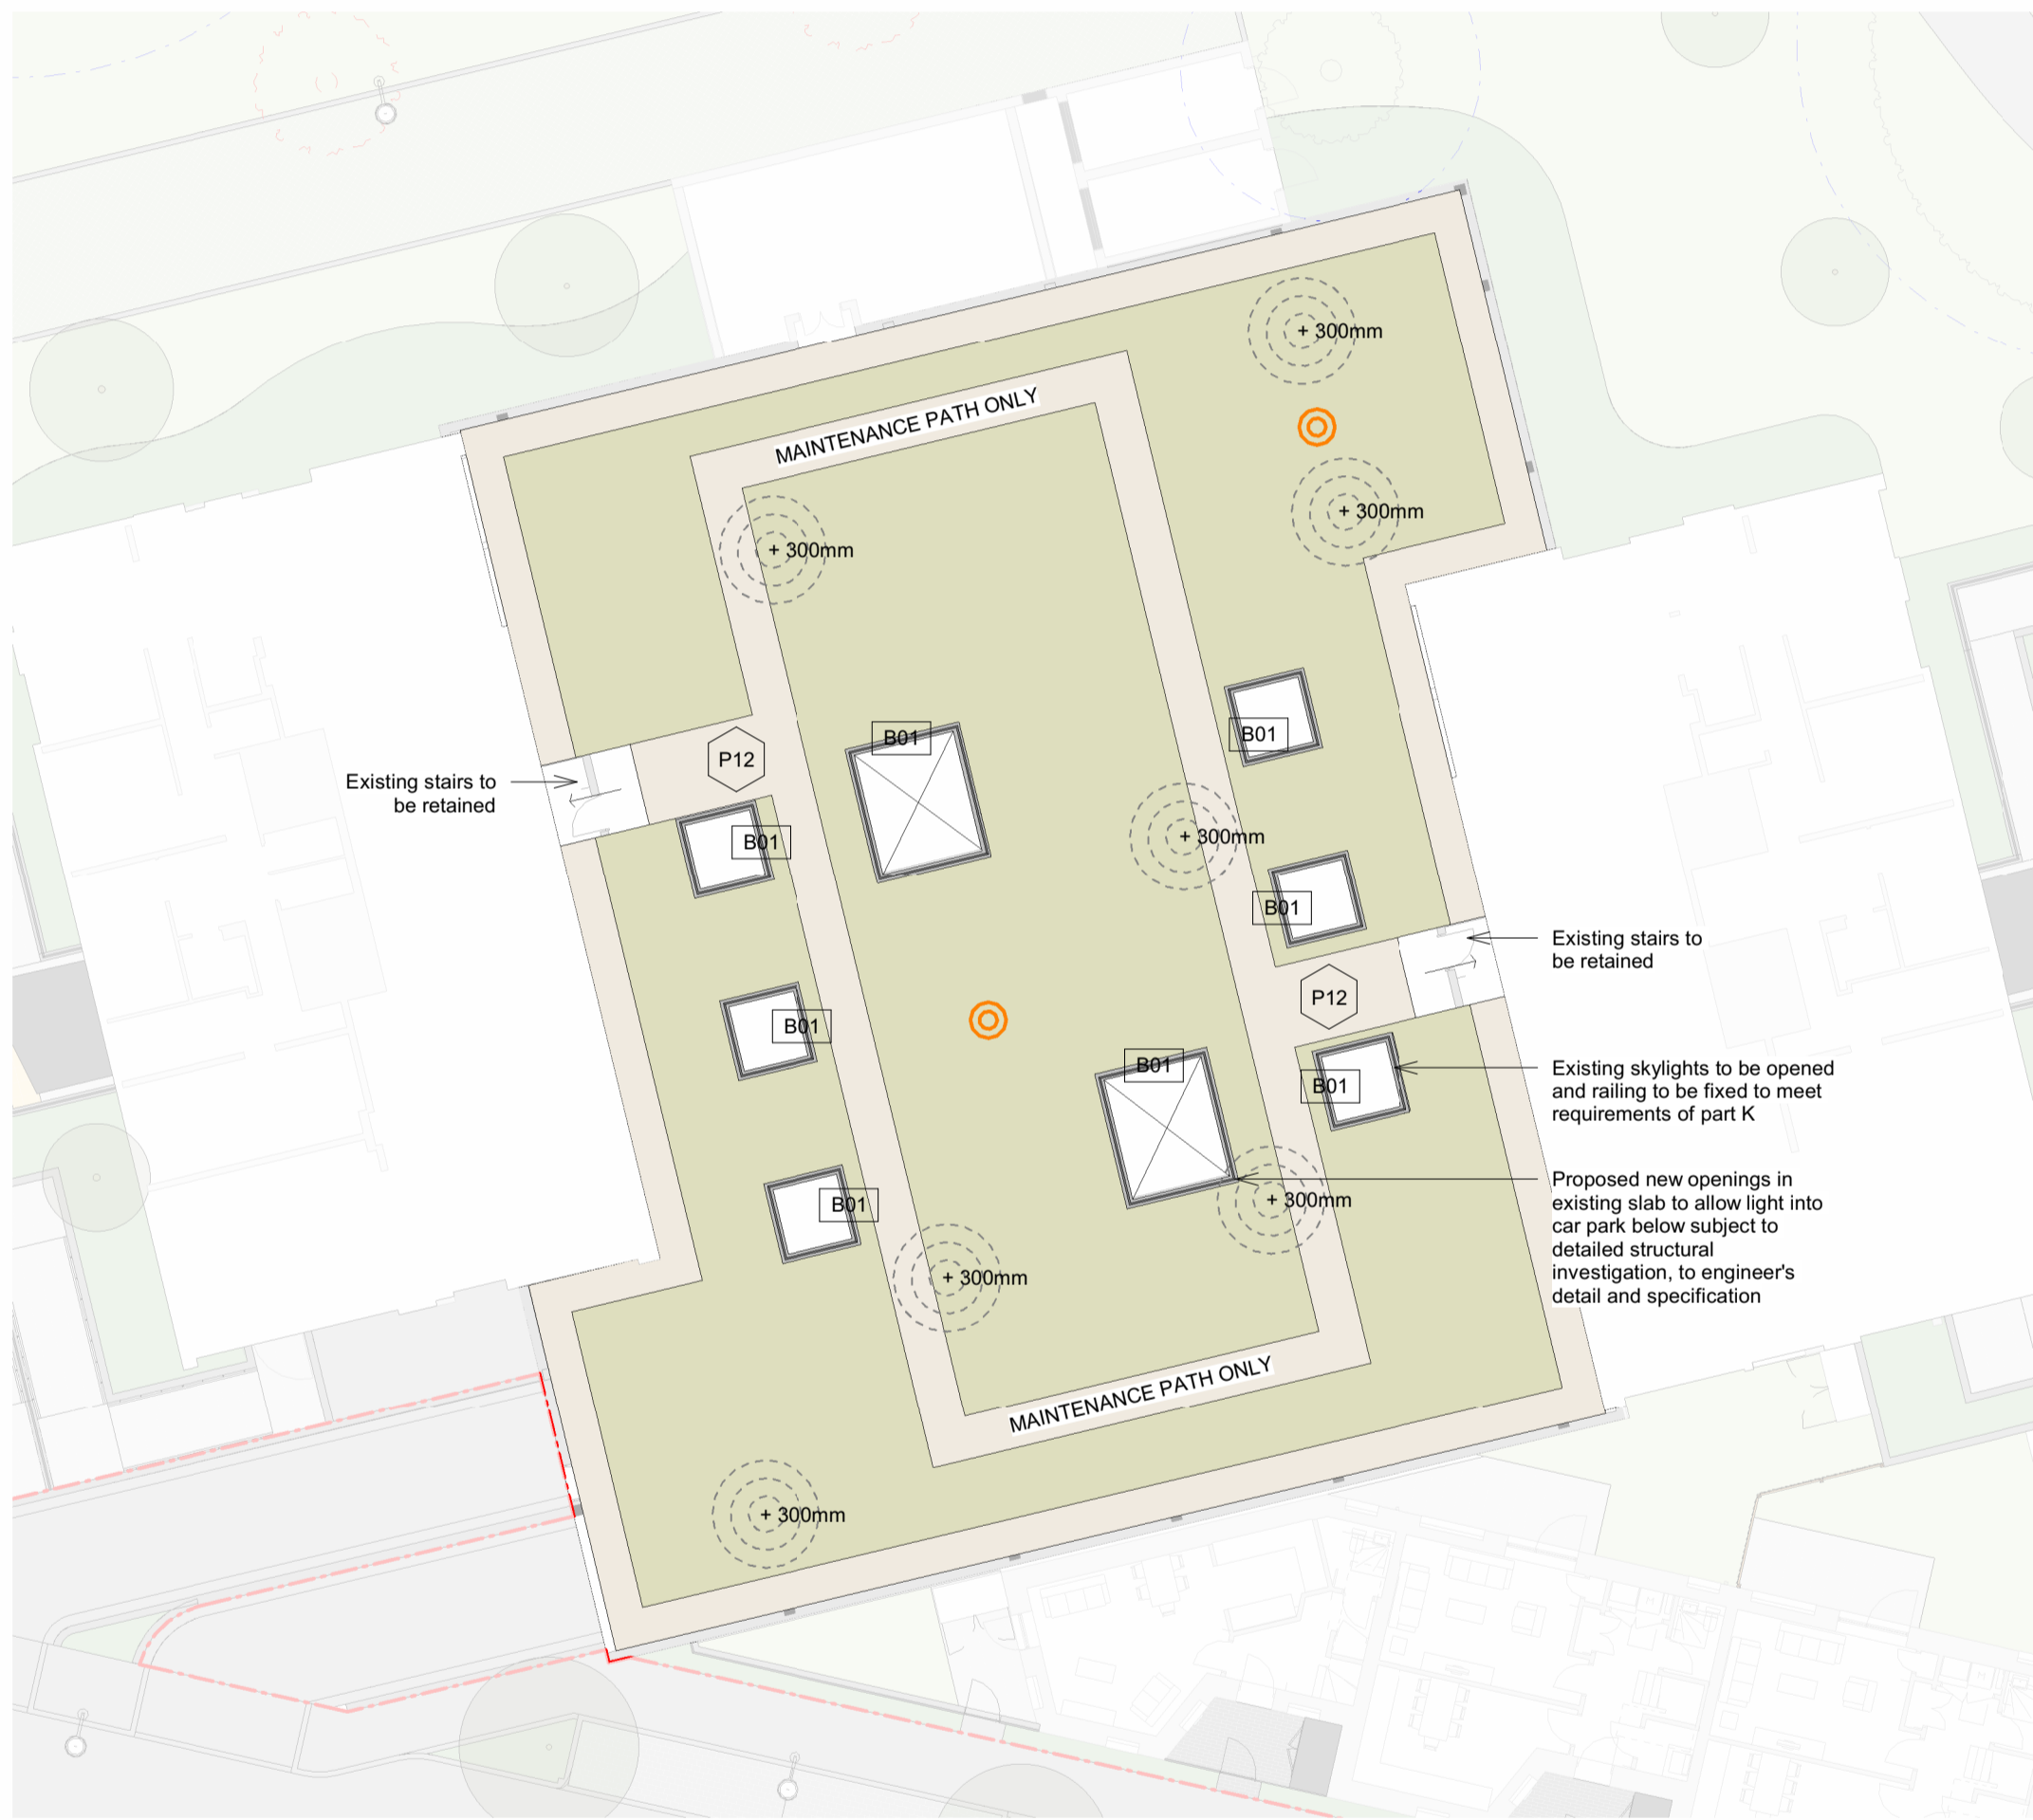 + 300mm
MAINTENANCE PATH ONLY
+ 300mm
+ 300mm
B01
B01
P12
Existing stairs to
be retained
B01
+ 300mm
B01
Existing stairs to
be retained
P12
B01
B01
B01
Existing skylights to be opened
and railing to be fixed to meet
requirements of part K
Proposed new openings in
existing slab to allow light into
car park below subject to
detailed structural
investigation, to engineer's
detail and specification
B01
+ 300mm
+ 300mm
MAINTENANCE PATH ONLY
+ 300mm